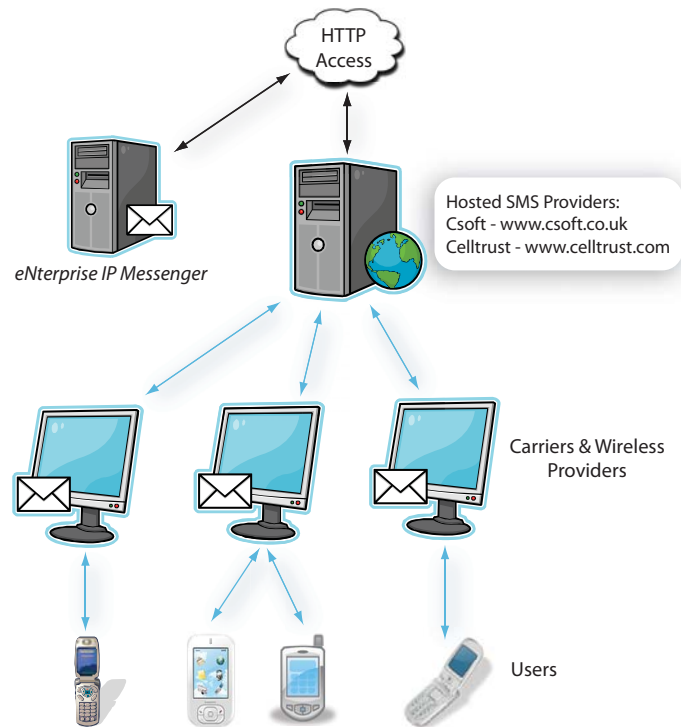 HTTP
Access
Hosted SMS Providers:
Csoft - www.csoft.co.uk
Celltrust - www.celltrust.com
eNterprise IP Messenger
Carriers & Wireless
Providers
Users